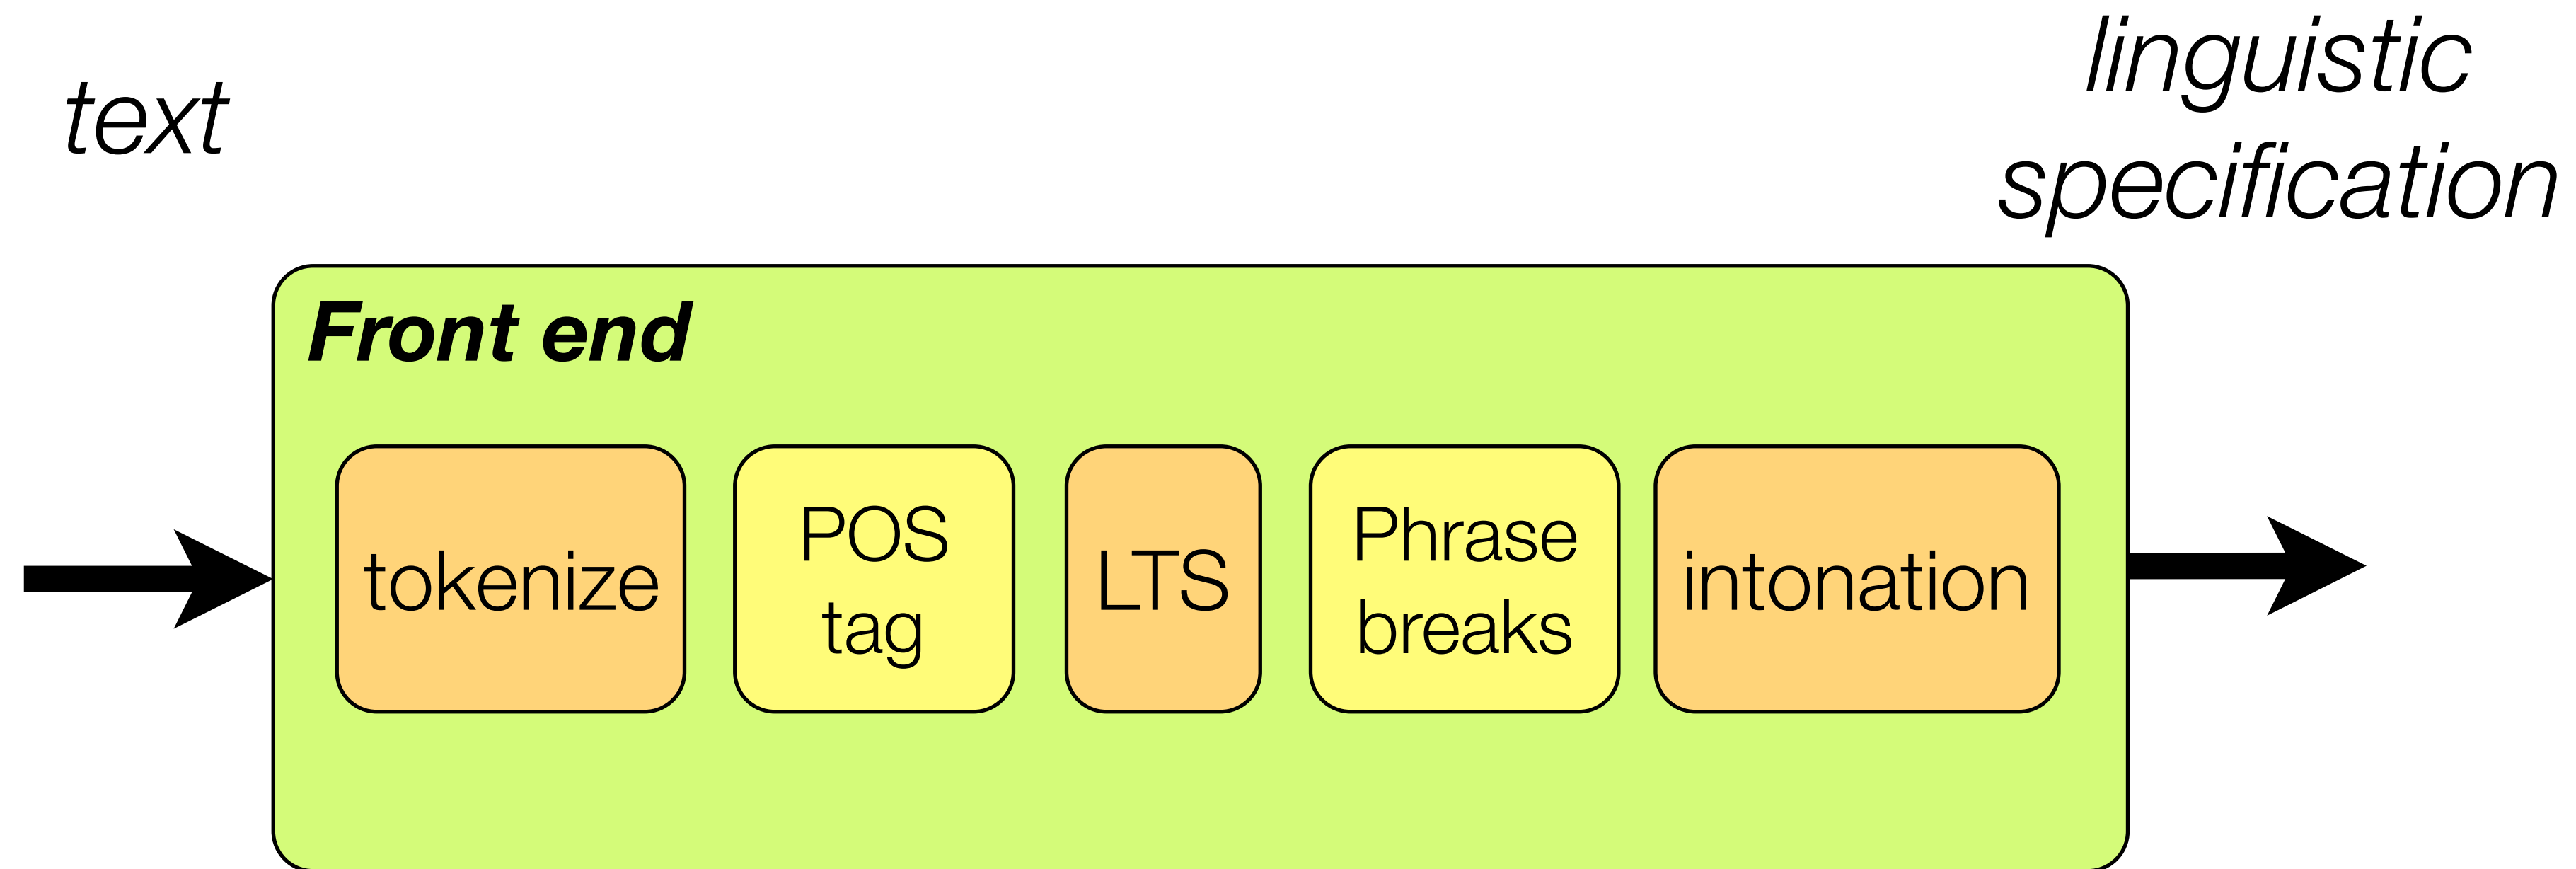 text
linguistic
specification
Front end
tokenize
POS
tag
LTS
Phrase
breaks
intonation